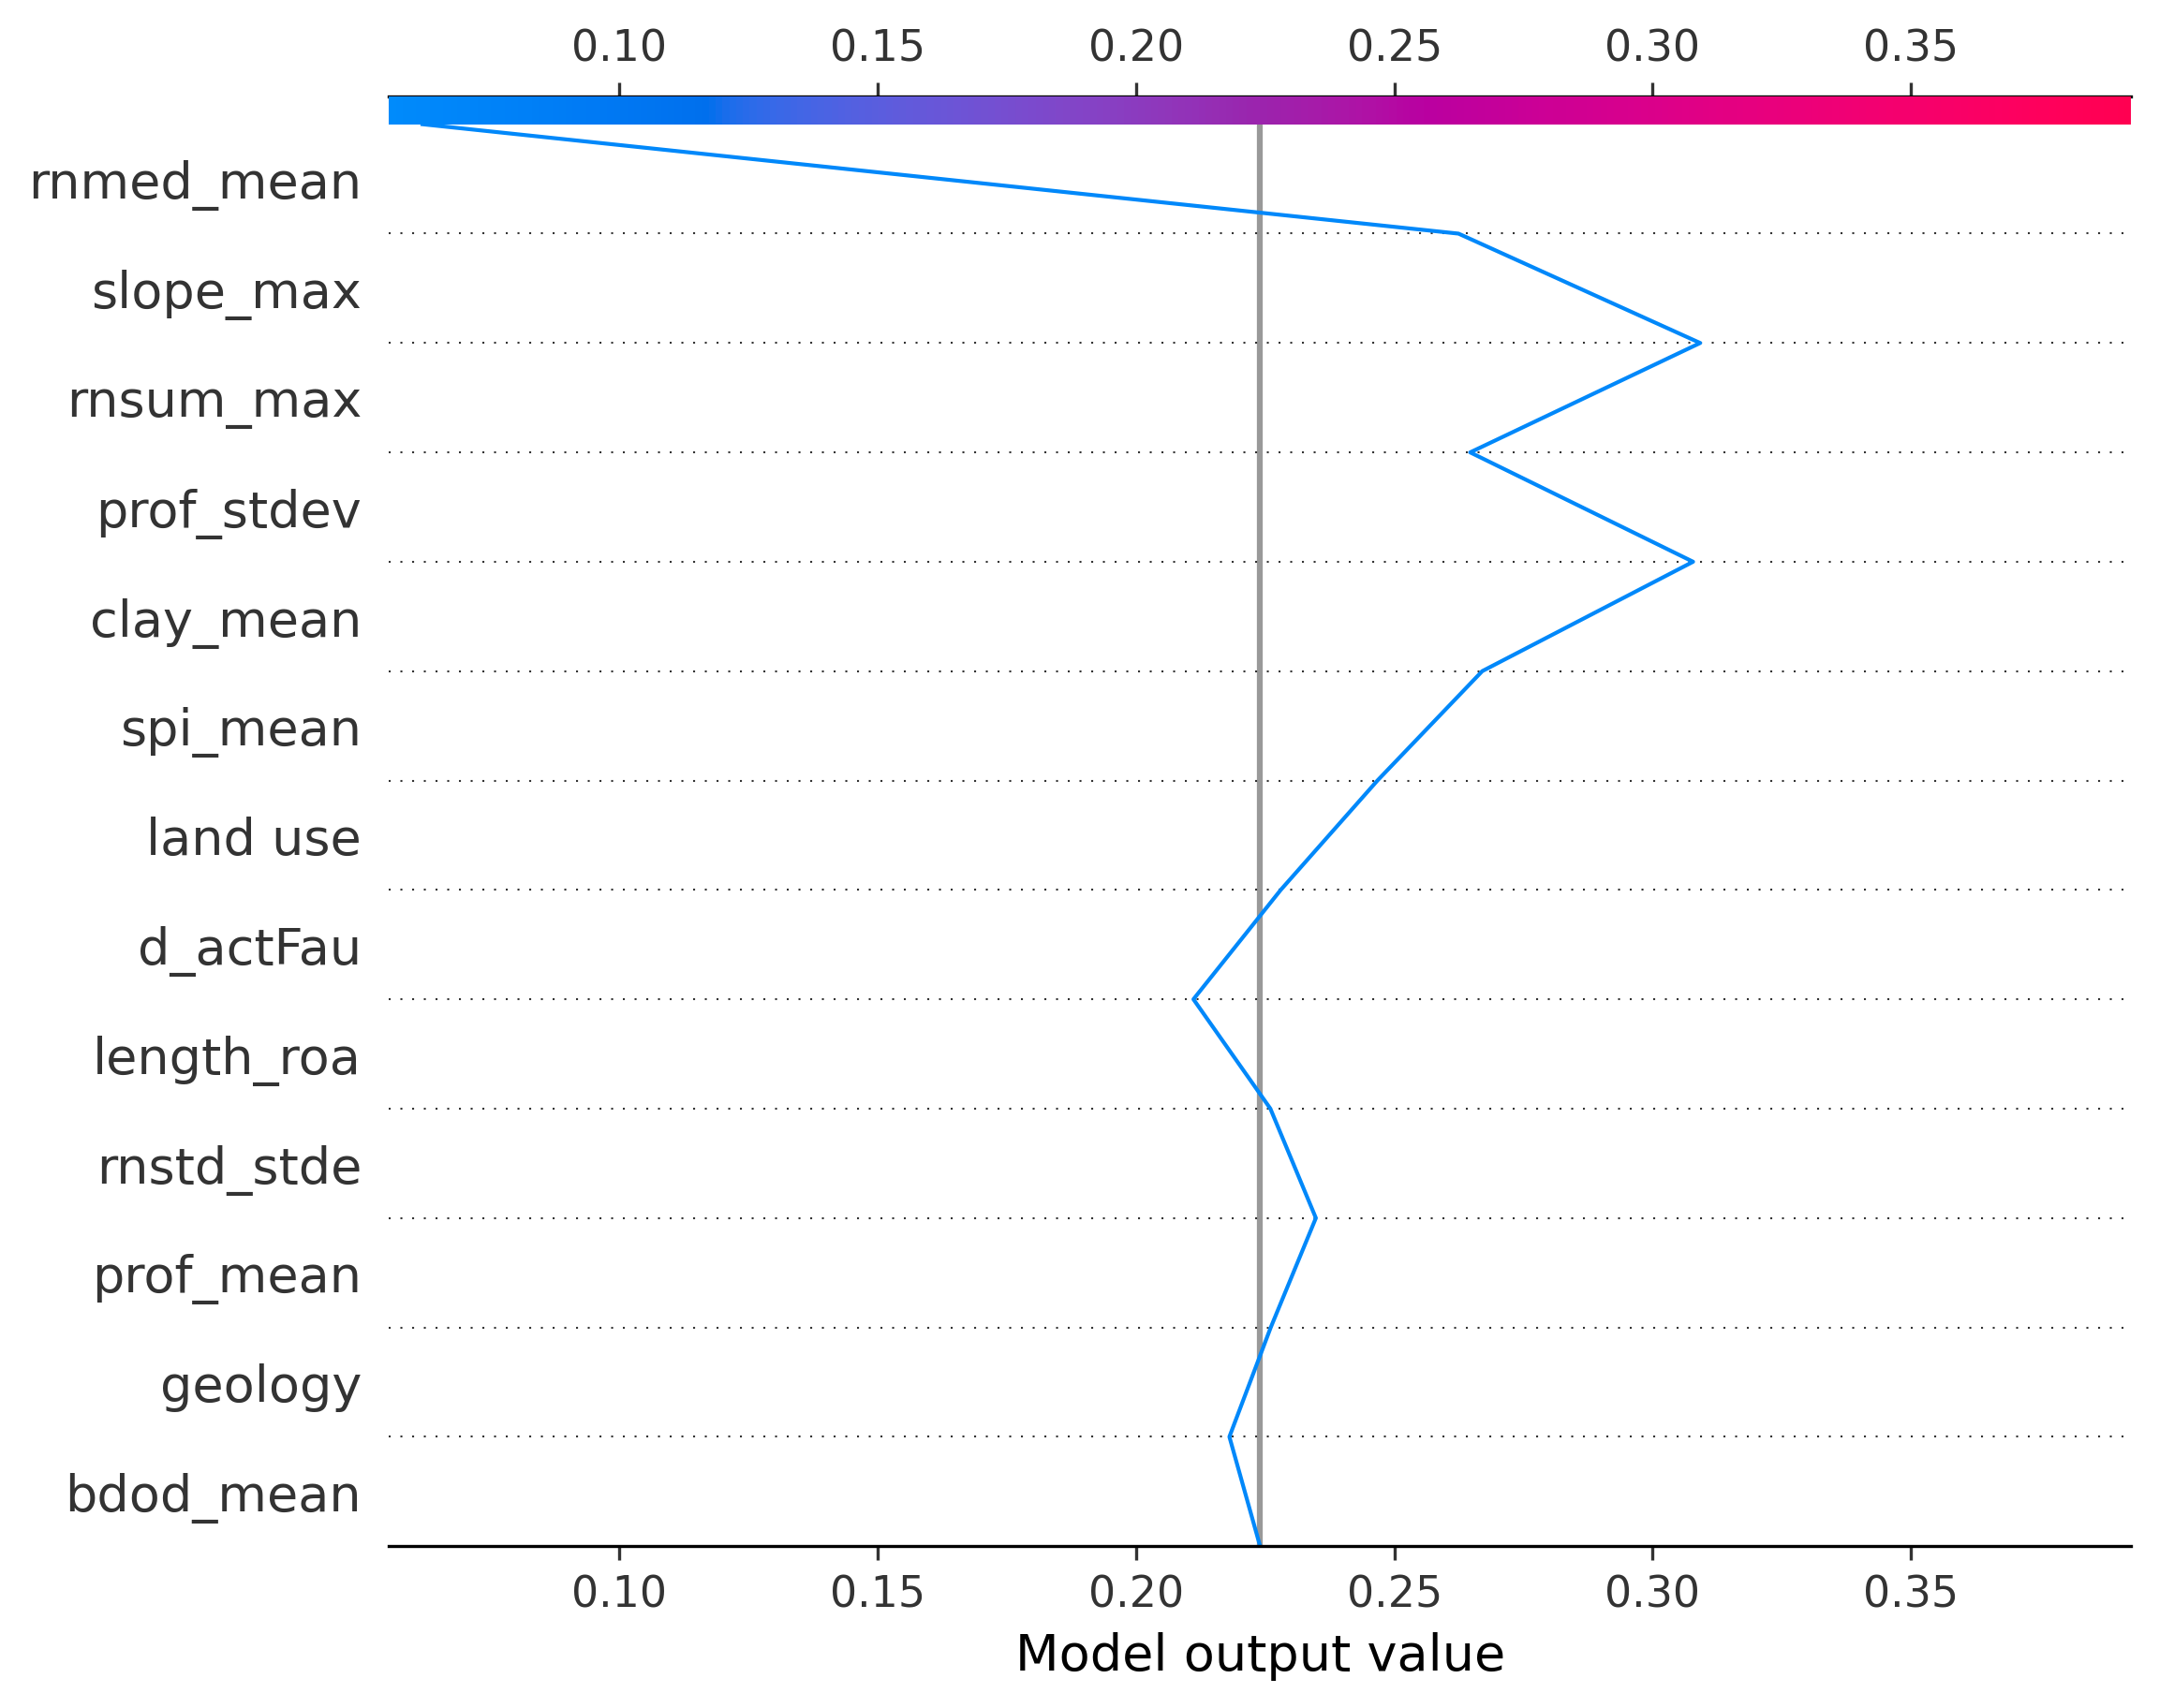 0.10 0.15 0.20 0.25 0.30 0.35
rnmed_mean
slope_max
rnsum_max
prof_stdev
clay_mean
spi_mean
land use
d_actFau
length_roa
rnstd_stde
prof_mean
geology
bdod_mean
0.10 0.15 0.20 0.25 0.30 0.35
Model output value